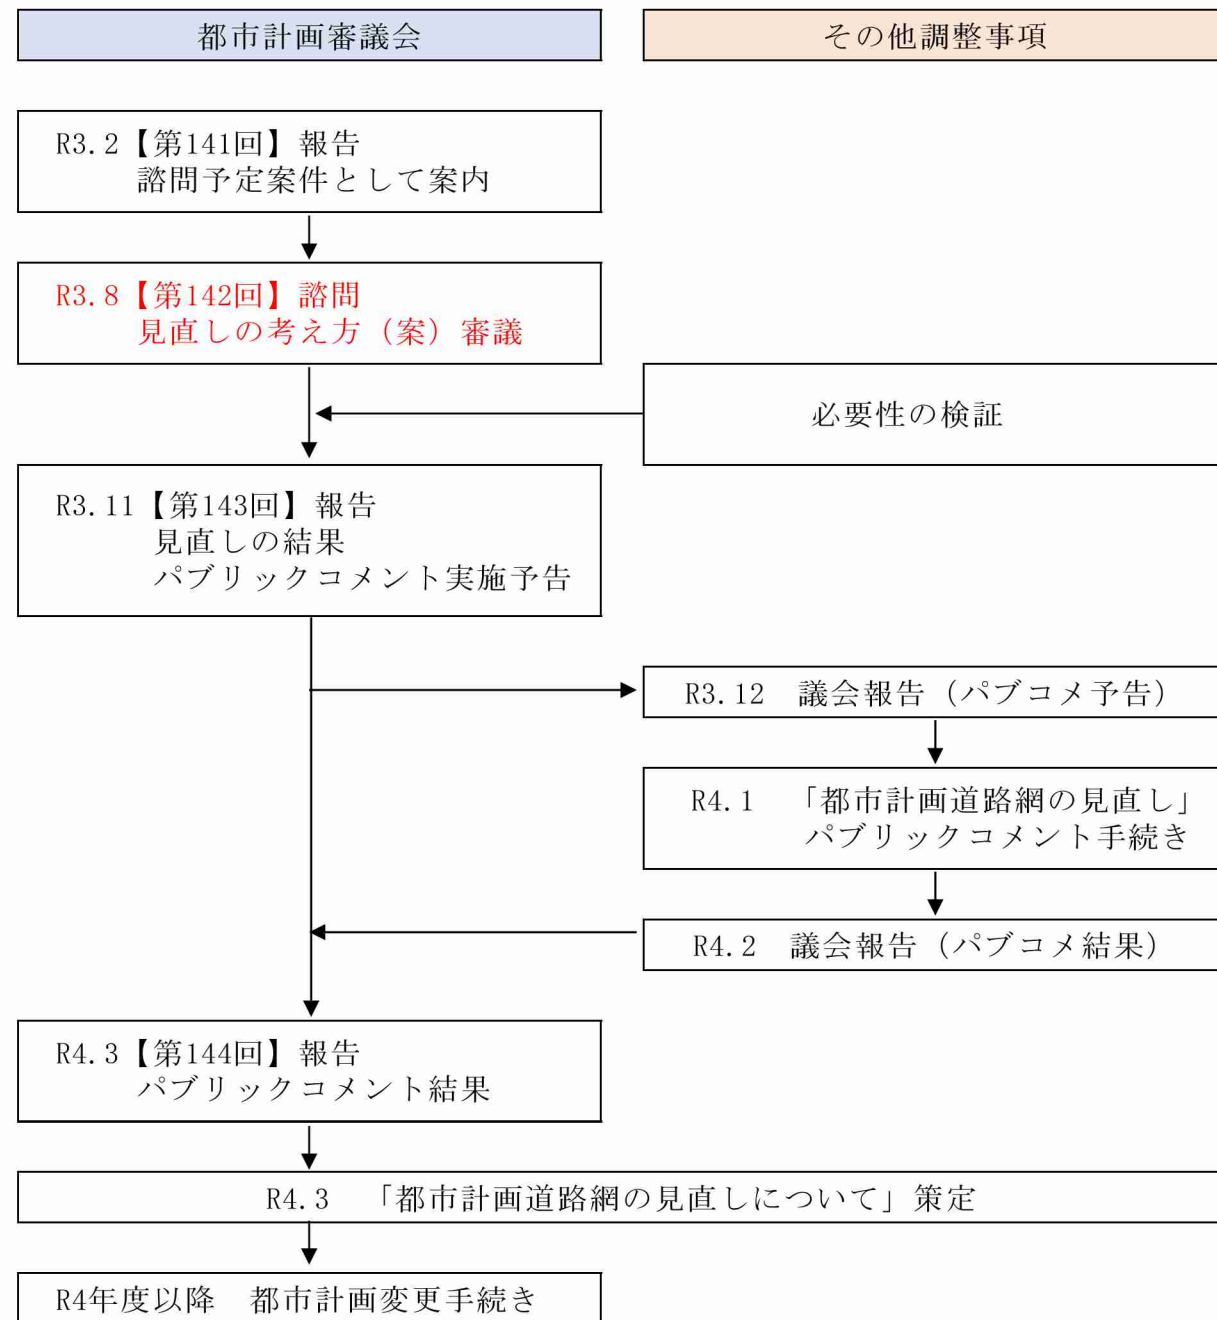 都市計画審議会
その他調整事項
R3.2【第141回】報告
諮問予定案件として案内
R3.8【第142回】諮問
見直しの考え方（案）審議
必要性の検証
R3.11【第143回】報告
見直しの結果
パブリックコメント実施予告
R3.12　議会報告（パブコメ予告）
R4.1　「都市計画道路網の見直し」
パブリックコメント手続き
R4.2　議会報告（パブコメ結果）
R4.3【第144回】報告
パブリックコメント結果
R4.3　「都市計画道路網の見直しについて」策定
R4年度以降　都市計画変更手続き